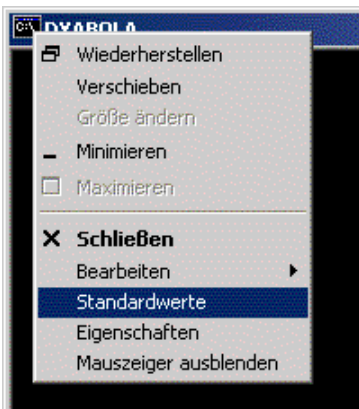 DYABOLA
Wiederherstellen
Verschieben
Größe ändern
Minimieren
Maximieren
Schließen
Bearbeiten
Standardwerte
Eigenschaften
Mauszeiger ausblenden